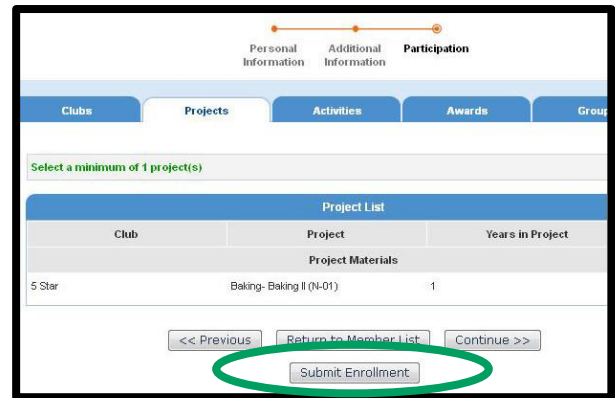 Personal Information Additional Information Participation
Clubs Projects Activities Awards Group
Select a minimum of 1 project(s)
Project List
Club Project Years in Project
Project Materials
5 Star Baking- Baking II (N-01) 1
<< Previous Return to Member List Continue >>
Submit Enrollment